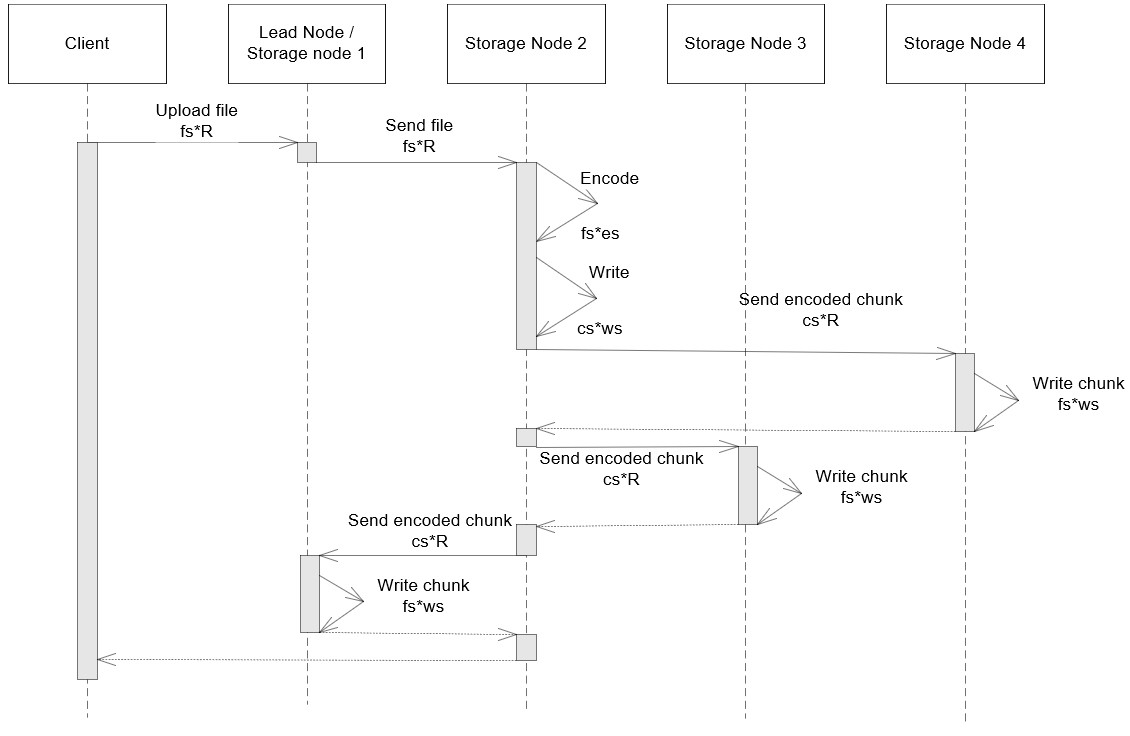 Client
Lead Node /
Storage node 1
Storage Node 2
Storage Node 3
Storage Node 4
Upload file
fs*R
Send file
fs*R
Encode
fs*es
Write
cs*ws
Send encoded chunk
cs*R
Write chunk
fs*ws
Send encoded chunk
cs*R
Write chunk
fs*ws
Send encoded chunk
cs*R
Write chunk
fs*ws